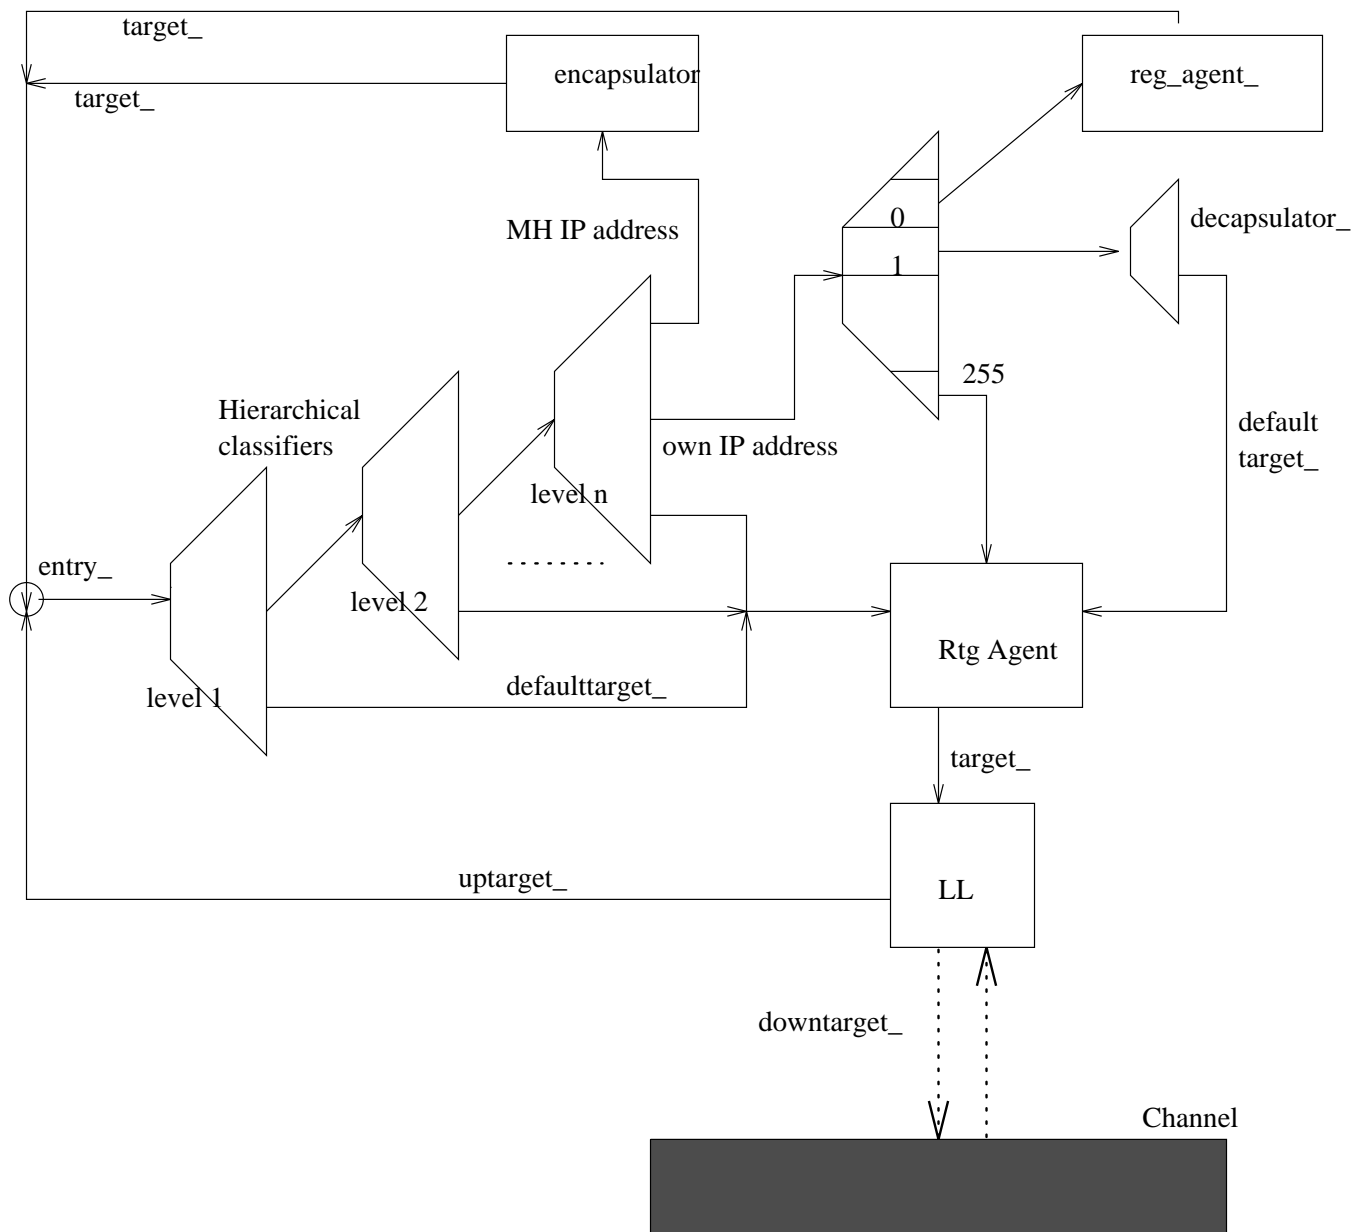 target_
encapsulator
reg_agent_
target_
MH IP address
0
decapsulator_
1
255
Hierarchical
classifiers
own IP address
default
target_
level n
entry_
level 2
Rtg Agent
level 1
defaulttarget_
target_
uptarget_
LL
downtarget_
Channel